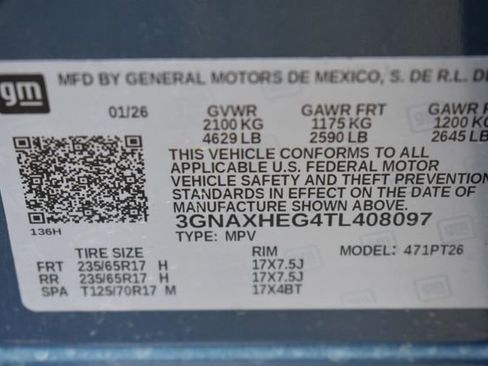 gm MFD BY GENERAL MOTORS DE MEXICO, S. DE R.L. DE
01/26 GVWR GAWR FRT GAWR
2100 KG 1175 KG 1200 KG
4629 LB 2590 LB 2645 LB
THIS VEHICLE CONFORMS TO ALL
APPLICABLE U.S. FEDERAL MOTOR
VEHICLE SAFETY AND THEFT PREVENTION
STANDARDS IN EFFECT ON THE DATE OF
MANUFACTURE SHOWN ABOVE.
3GNAXHEG4TL408097
136H
TYPE: MPV MODEL: 471PT26
TIRE SIZE RIM
FRT 235/65R17 H 17X7.5J
RR 235/65R17 H 17X7.5J
SPA T125/70R17 M 17X4BT